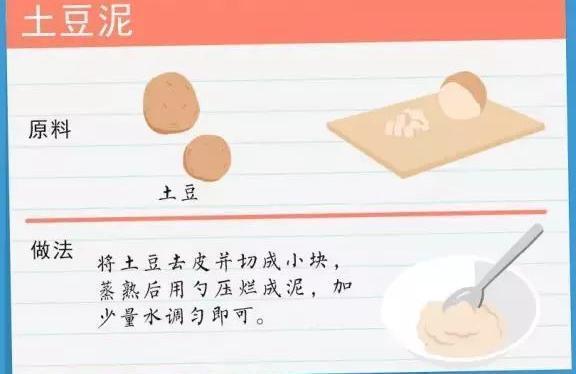 土豆泥
原料
土豆
做法
将土豆去皮并切成小块，
蒸熟后用勺压烂成泥，加
少量水调匀即可。